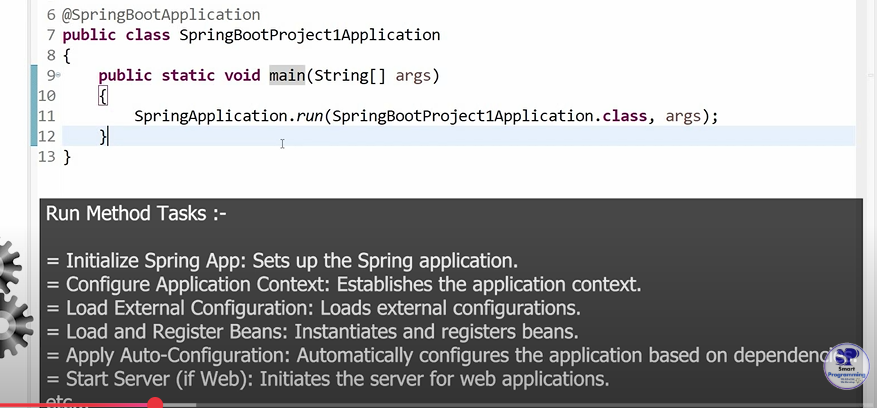 6 @SpringBootApplication
7 public class SpringBootProject1Application
8 {
9 public static void main(String[] args)
10 {
11 SpringApplication.run(SpringBootProject1Application.class, args);
12 }
13 }
Run Method Tasks :-
= Initialize Spring App: Sets up the Spring application.
= Configure Application Context: Establishes the application context.
= Load External Configuration: Loads external configurations.
= Load and Register Beans: Instantiates and registers beans.
= Apply Auto-Configuration: Automatically configures the application based on dependencies.
= Start Server (if Web): Initiates the server for web applications.
etc
SP
Smart
Programming